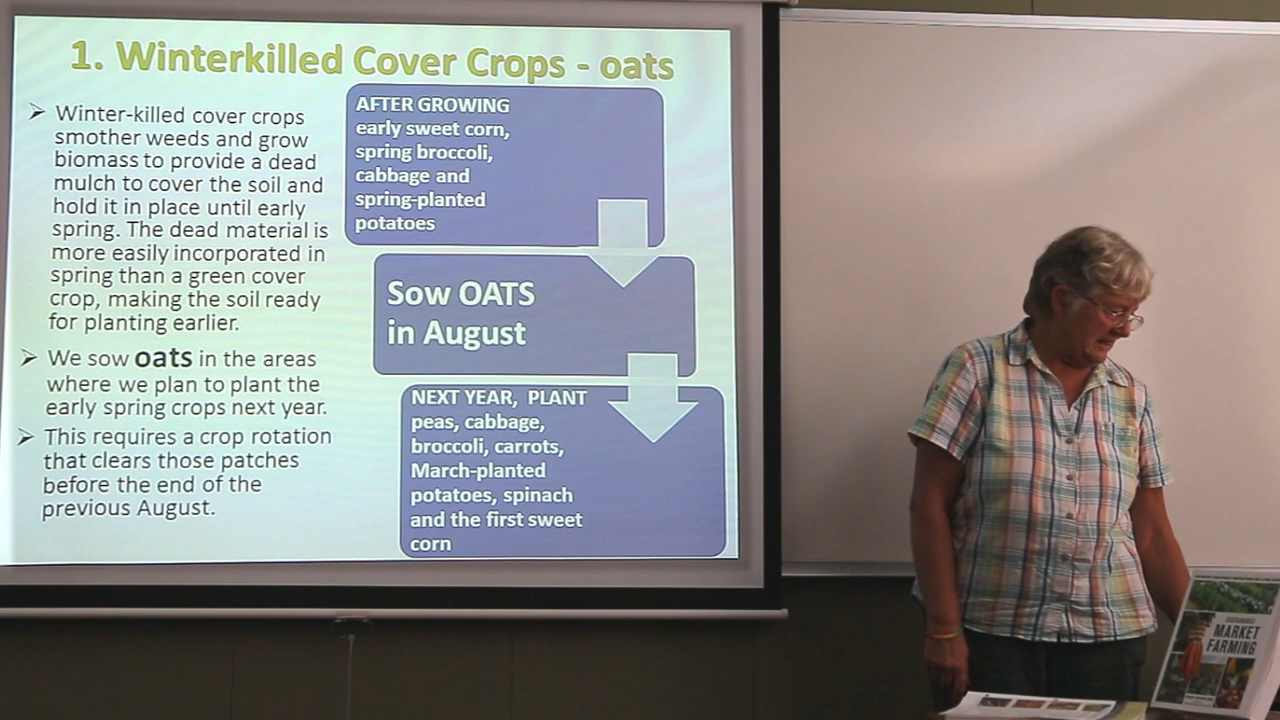 1. Winterkilled Cover Crops - oats
➢ Winter-killed cover crops
smother weeds and grow
biomass to provide a dead
mulch to cover the soil and
hold it in place until early
spring. The dead material is
more easily incorporated in
spring than a green cover
crop, making the soil ready
for planting earlier.
➢ We sow oats in the areas
where we plan to plant the
early spring crops next year.
➢ This requires a crop rotation
that clears those patches
before the end of the
previous August.
AFTER GROWING
early sweet corn,
spring broccoli,
cabbage and
spring-planted
potatoes
Sow OATS
in August
NEXT YEAR, PLANT
peas, cabbage,
broccoli, carrots,
March-planted
potatoes, spinach
and the first sweet
corn
SUSTAINABLE
MARKET
FARMING